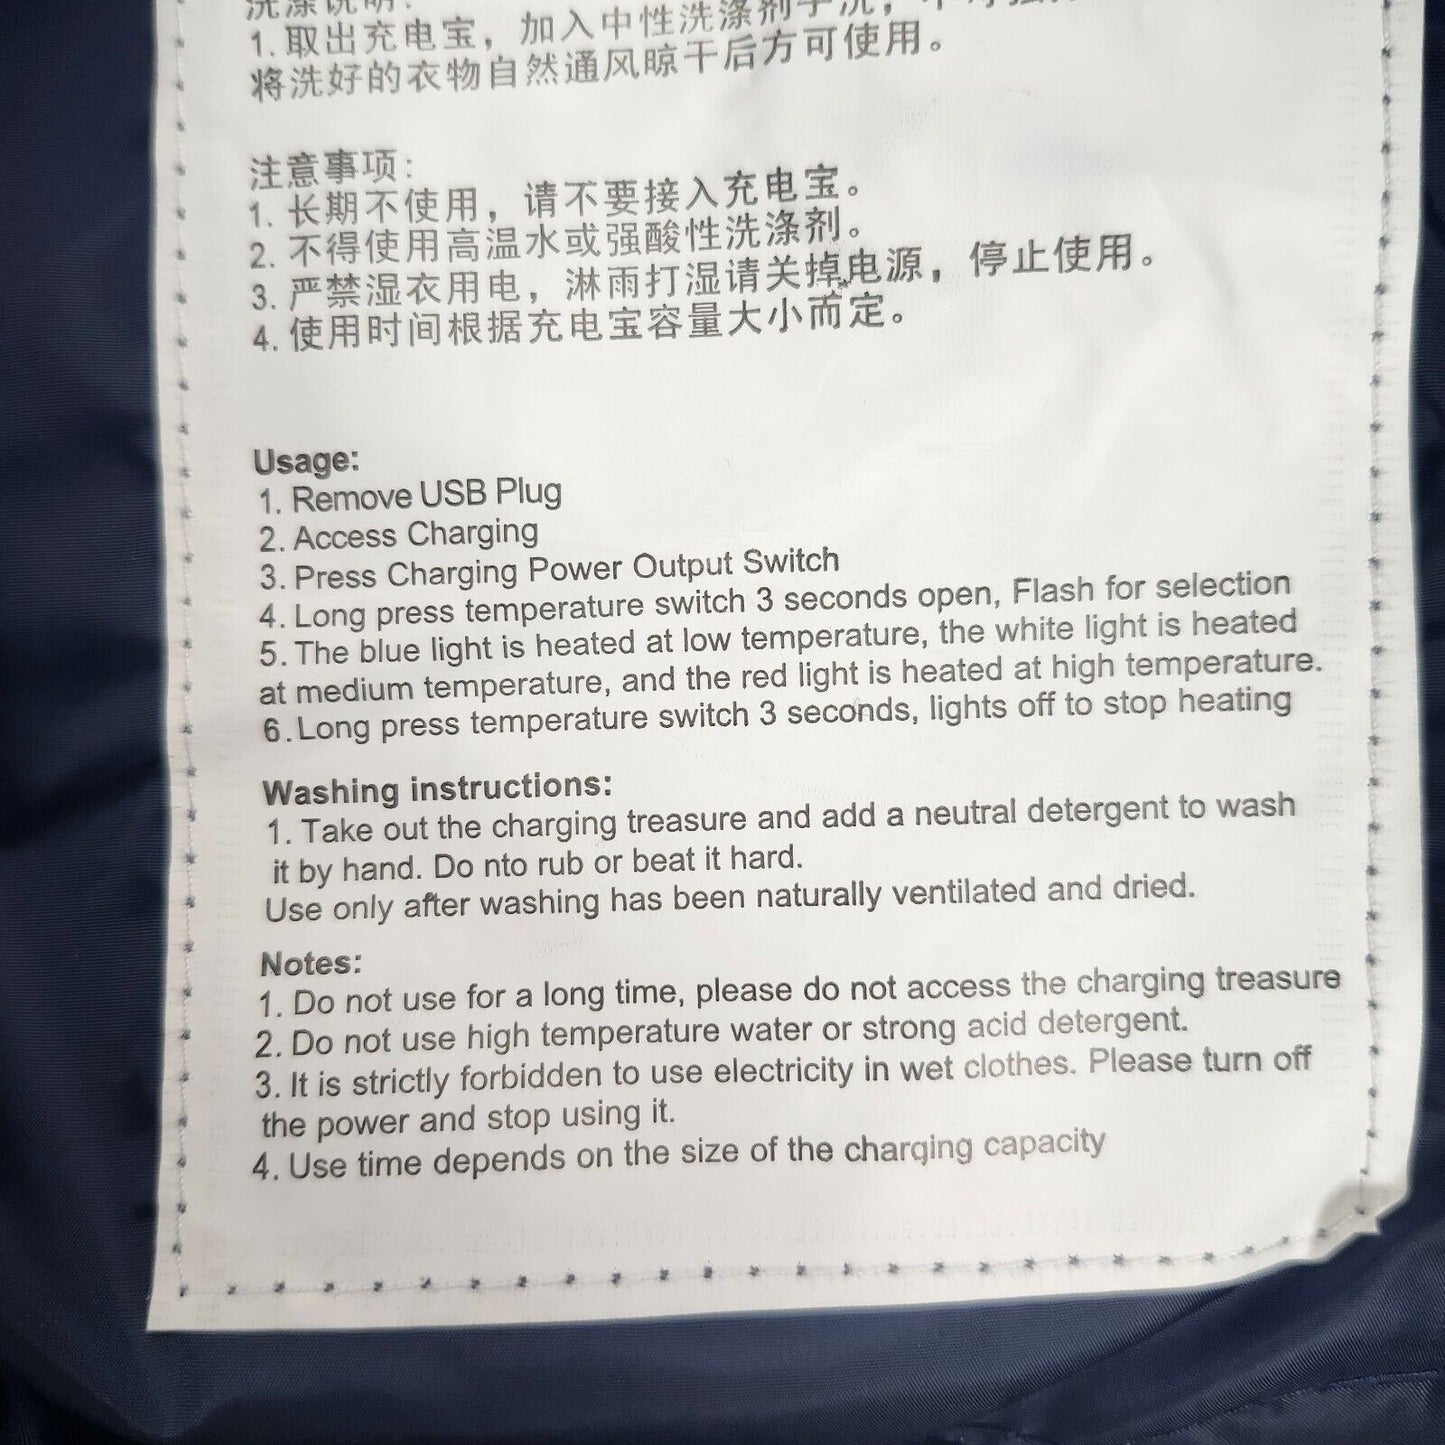 洗涤说明:
1. 取出充电宝，加入中性洗涤剂手洗，
将洗好的衣物自然通风晾干后方可使用。
注意事项:
1. 长期不使用，请不要接入充电宝。
2. 不得使用高温水或强酸性洗涤剂。
3. 严禁湿衣用电，淋雨打湿请关掉电源，停止使用。
4. 使用时间根据充电宝容量大小而定。
Usage:
1. Remove USB Plug
2. Access Charging
3. Press Charging Power Output Switch
4. Long press temperature switch 3 seconds open, Flash for selection
5. The blue light is heated at low temperature, the white light is heated
at medium temperature, and the red light is heated at high temperature.
6. Long press temperature switch 3 seconds, lights off to stop heating
Washing instructions:
1. Take out the charging treasure and add a neutral detergent to wash
it by hand. Do nto rub or beat it hard.
Use only after washing has been naturally ventilated and dried.
Notes:
1. Do not use for a long time, please do not access the charging treasure
2. Do not use high temperature water or strong acid detergent.
3. It is strictly forbidden to use electricity in wet clothes. Please turn off
the power and stop using it.
4. Use time depends on the size of the charging capacity